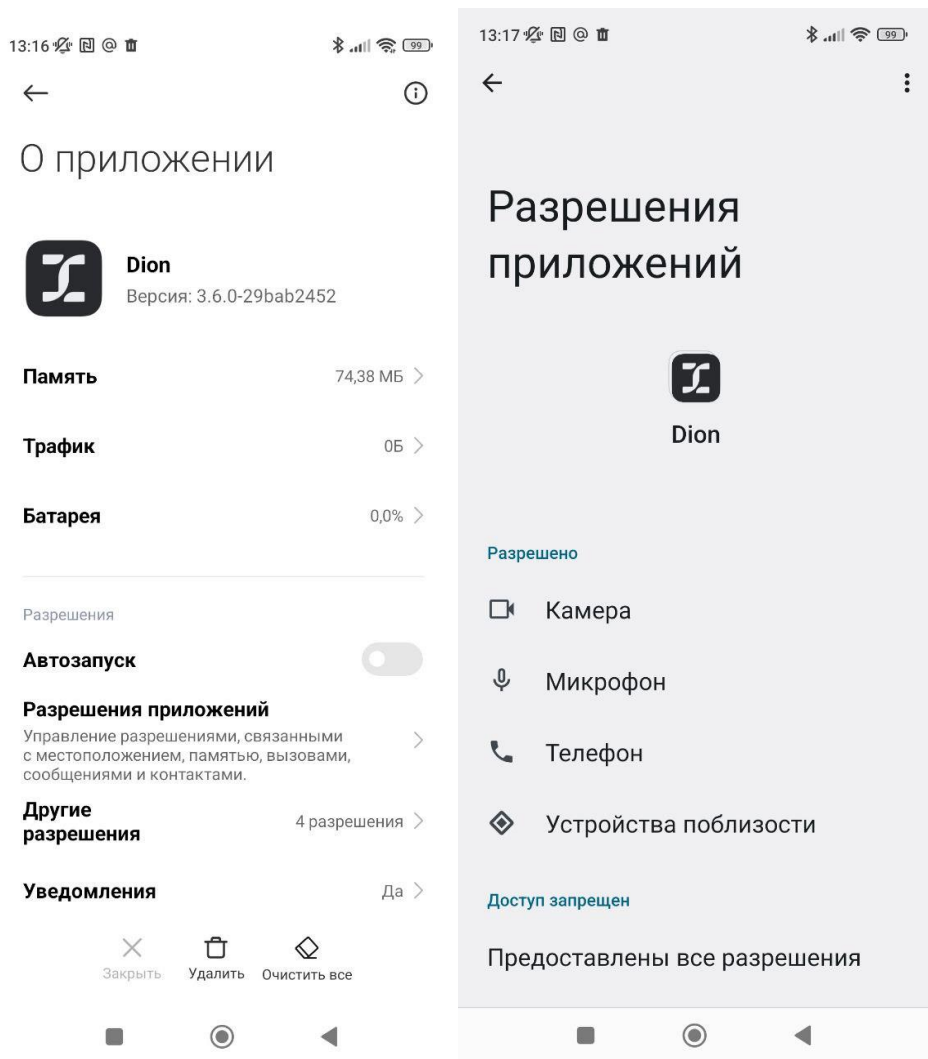 13:16
99
О приложении
Dion
Версия: 3.6.0-29bab2452
Память
74,38 МБ
Трафик
0Б
Батарея
0,0%
Разрешения
Автозапуск
Разрешения приложений
Управление разрешениями, связанными
с местоположением, памятью, вызовами,
сообщениями и контактами.
Другие
разрешения
4 разрешения
Уведомления
Да
Закрыть
Удалить
Очистить все
13:17
99
Разрешения
приложений
Dion
Разрешено
Камера
Микрофон
Телефон
Устройства поблизости
Доступ запрещен
Предоставлены все разрешения